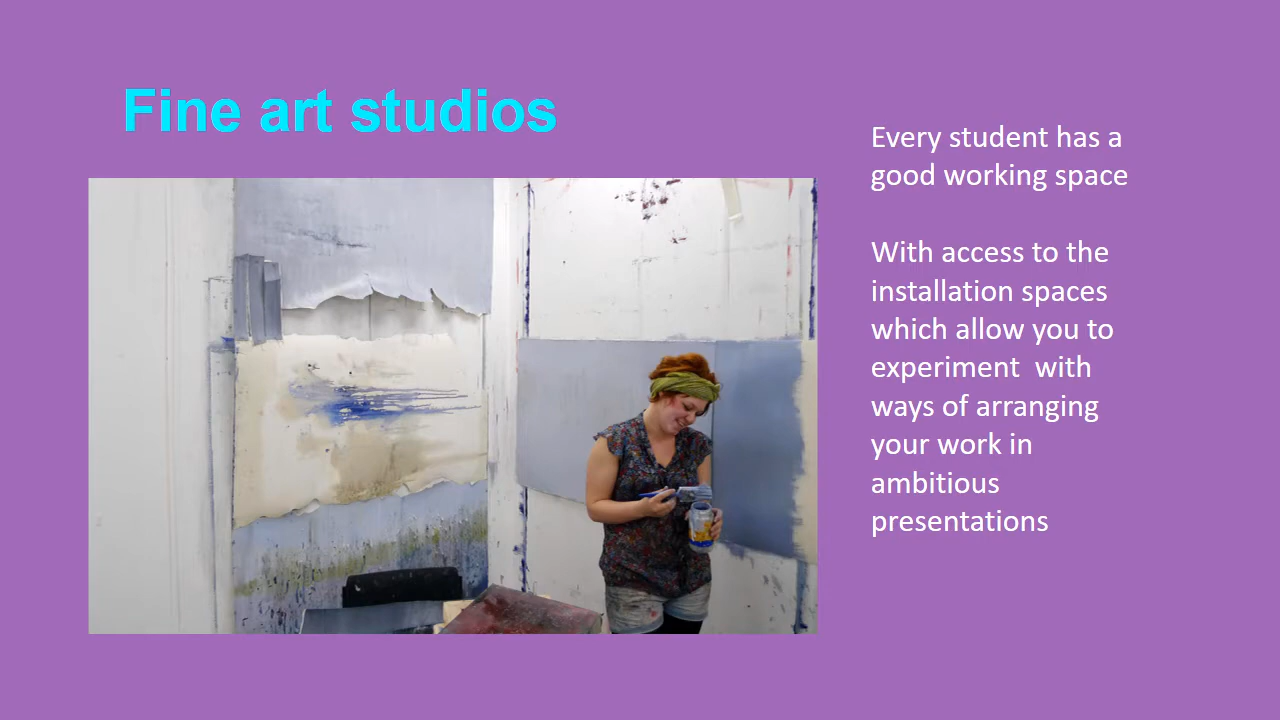 Fine art studios
Every student has a
good working space
With access to the
installation spaces
which allow you to
experiment  with
ways of arranging
your work in
ambitious
presentations